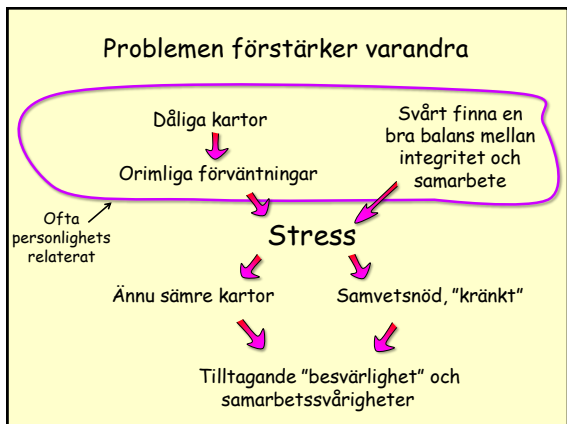 Problemen förstärker varandra
Dåliga kartor
Orimliga förväntningar
Svårt finna en
bra balans mellan
integritet och
samarbete
Ofta
personlighets
relaterat
Stress
Ännu sämre kartor
Samvetsnöd, ”kränkt”
Tilltagande ”besvärlighet” och
samarbetssvårigheter